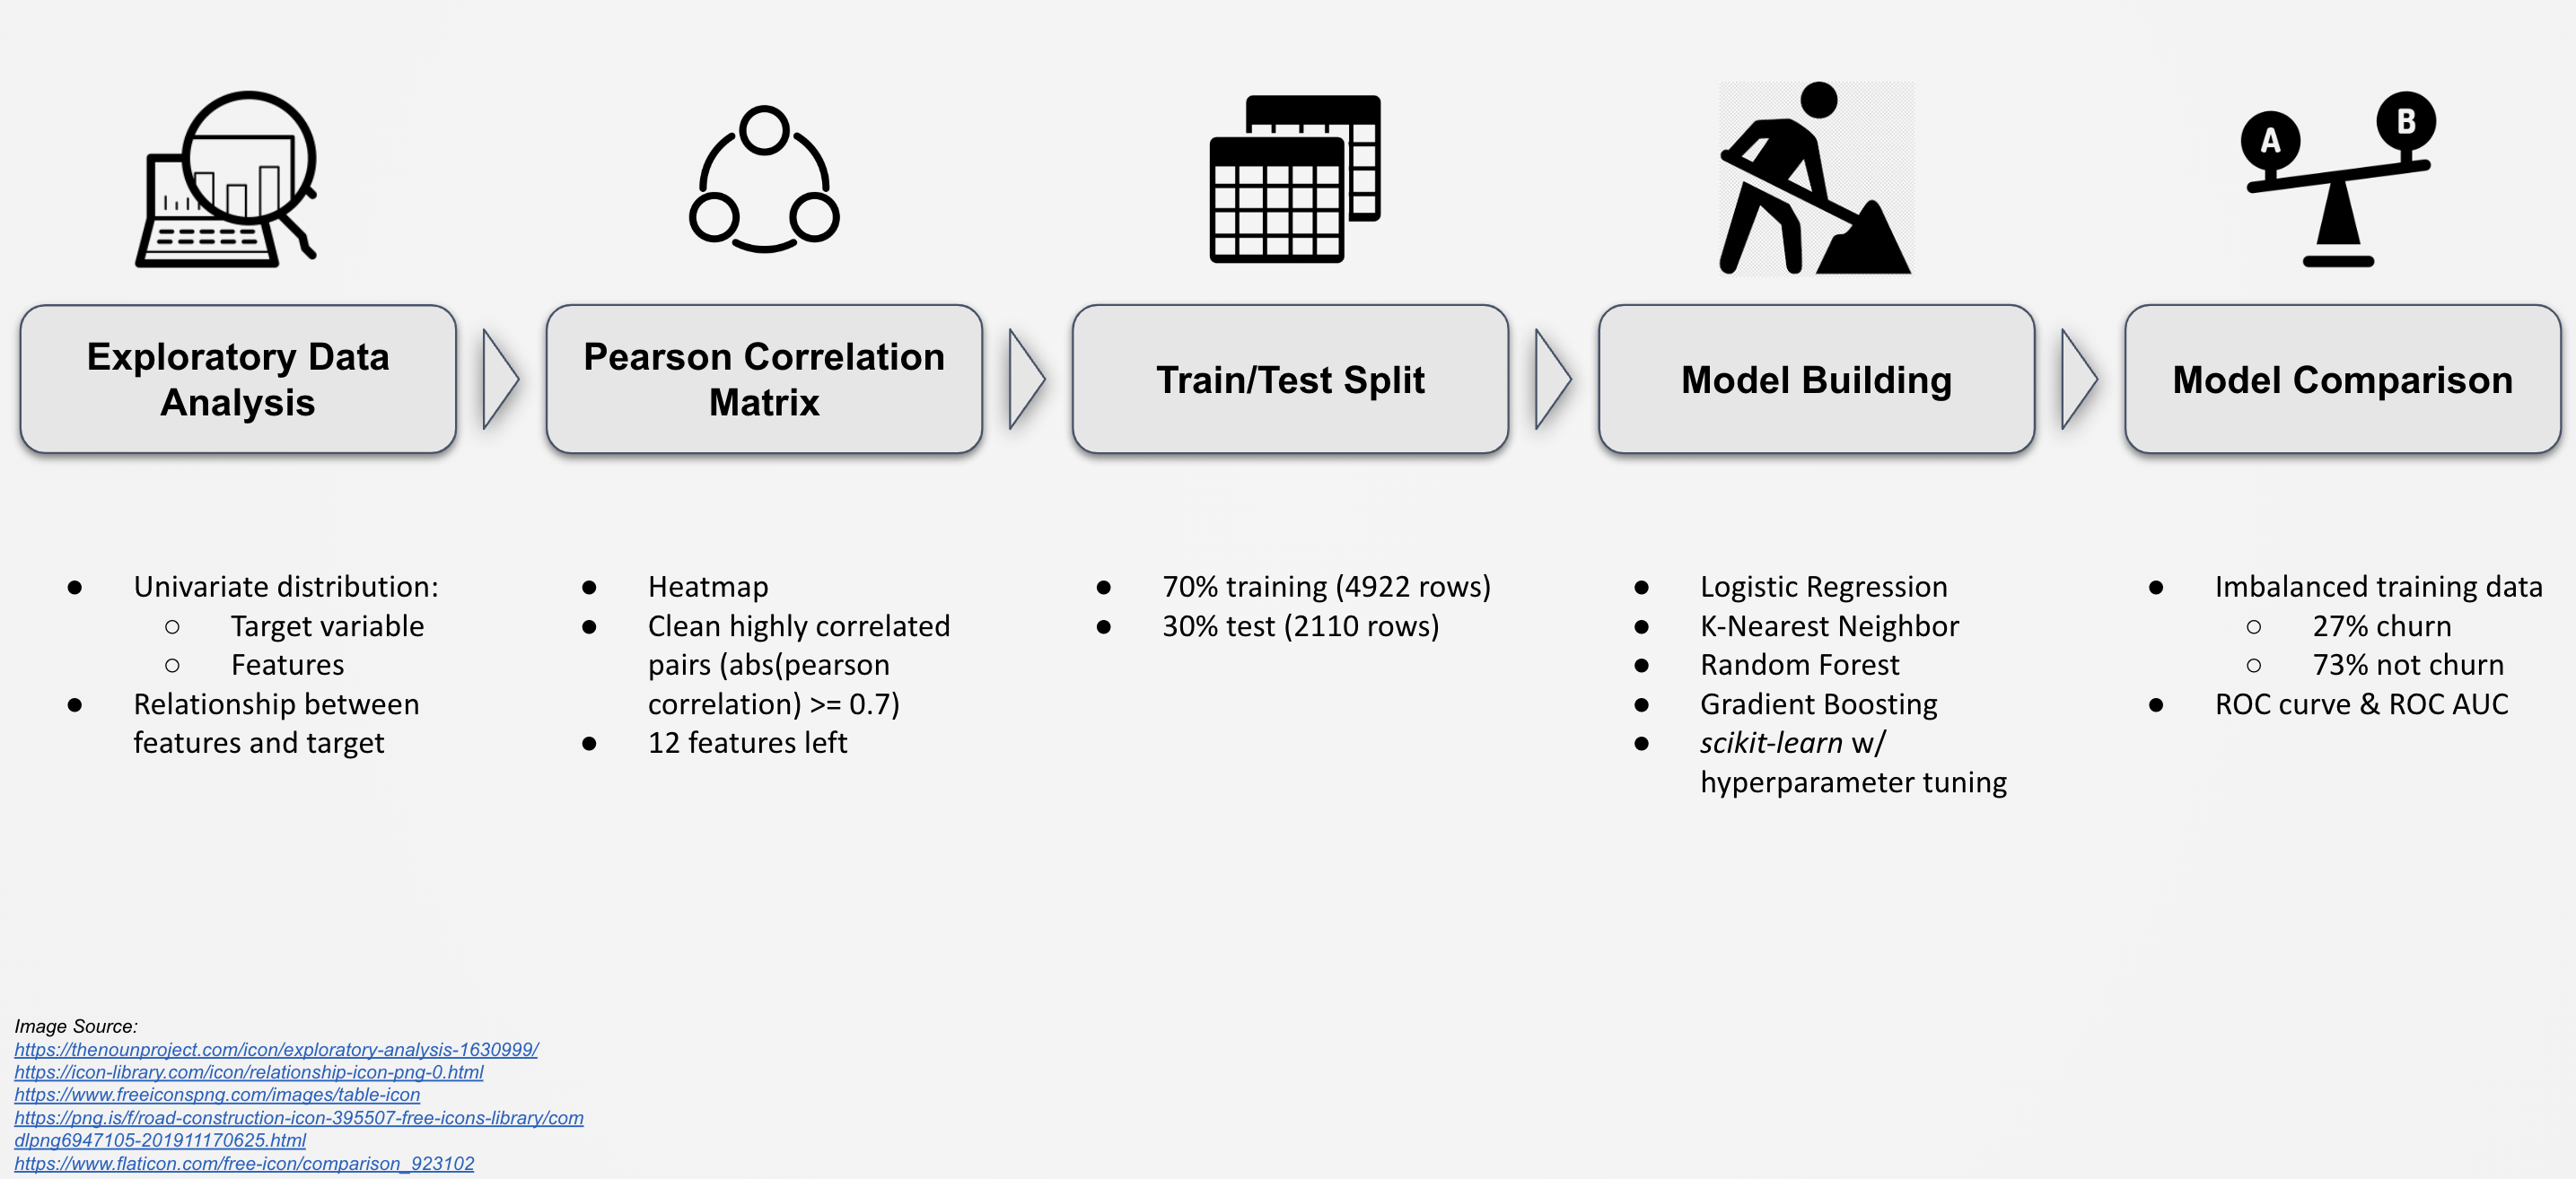 A
B
Exploratory Data
Analysis
Pearson Correlation
Matrix
Train/Test Split
Model Building
Model Comparison
● Univariate distribution:
○ Target variable
○ Features
● Relationship between
features and target
● Heatmap
● Clean highly correlated
pairs (abs(pearson
correlation) >= 0.7)
● 12 features left
● 70% training (4922 rows)
● 30% test (2110 rows)
● Logistic Regression
● K-Nearest Neighbor
● Random Forest
● Gradient Boosting
● scikit-learn w/
hyperparameter tuning
● Imbalanced training data
○ 27% churn
○ 73% not churn
● ROC curve & ROC AUC
Image Source:
https://thenounproject.com/icon/exploratory-analysis-1630999/
https://icon-library.com/icon/relationship-icon-png-0.html
https://www.freeiconspng.com/images/table-icon
https://png.is/f/road-construction-icon-395507-free-icons-library/com
dlpng6947105-201911170625.html
https://www.flaticon.com/free-icon/comparison_923102